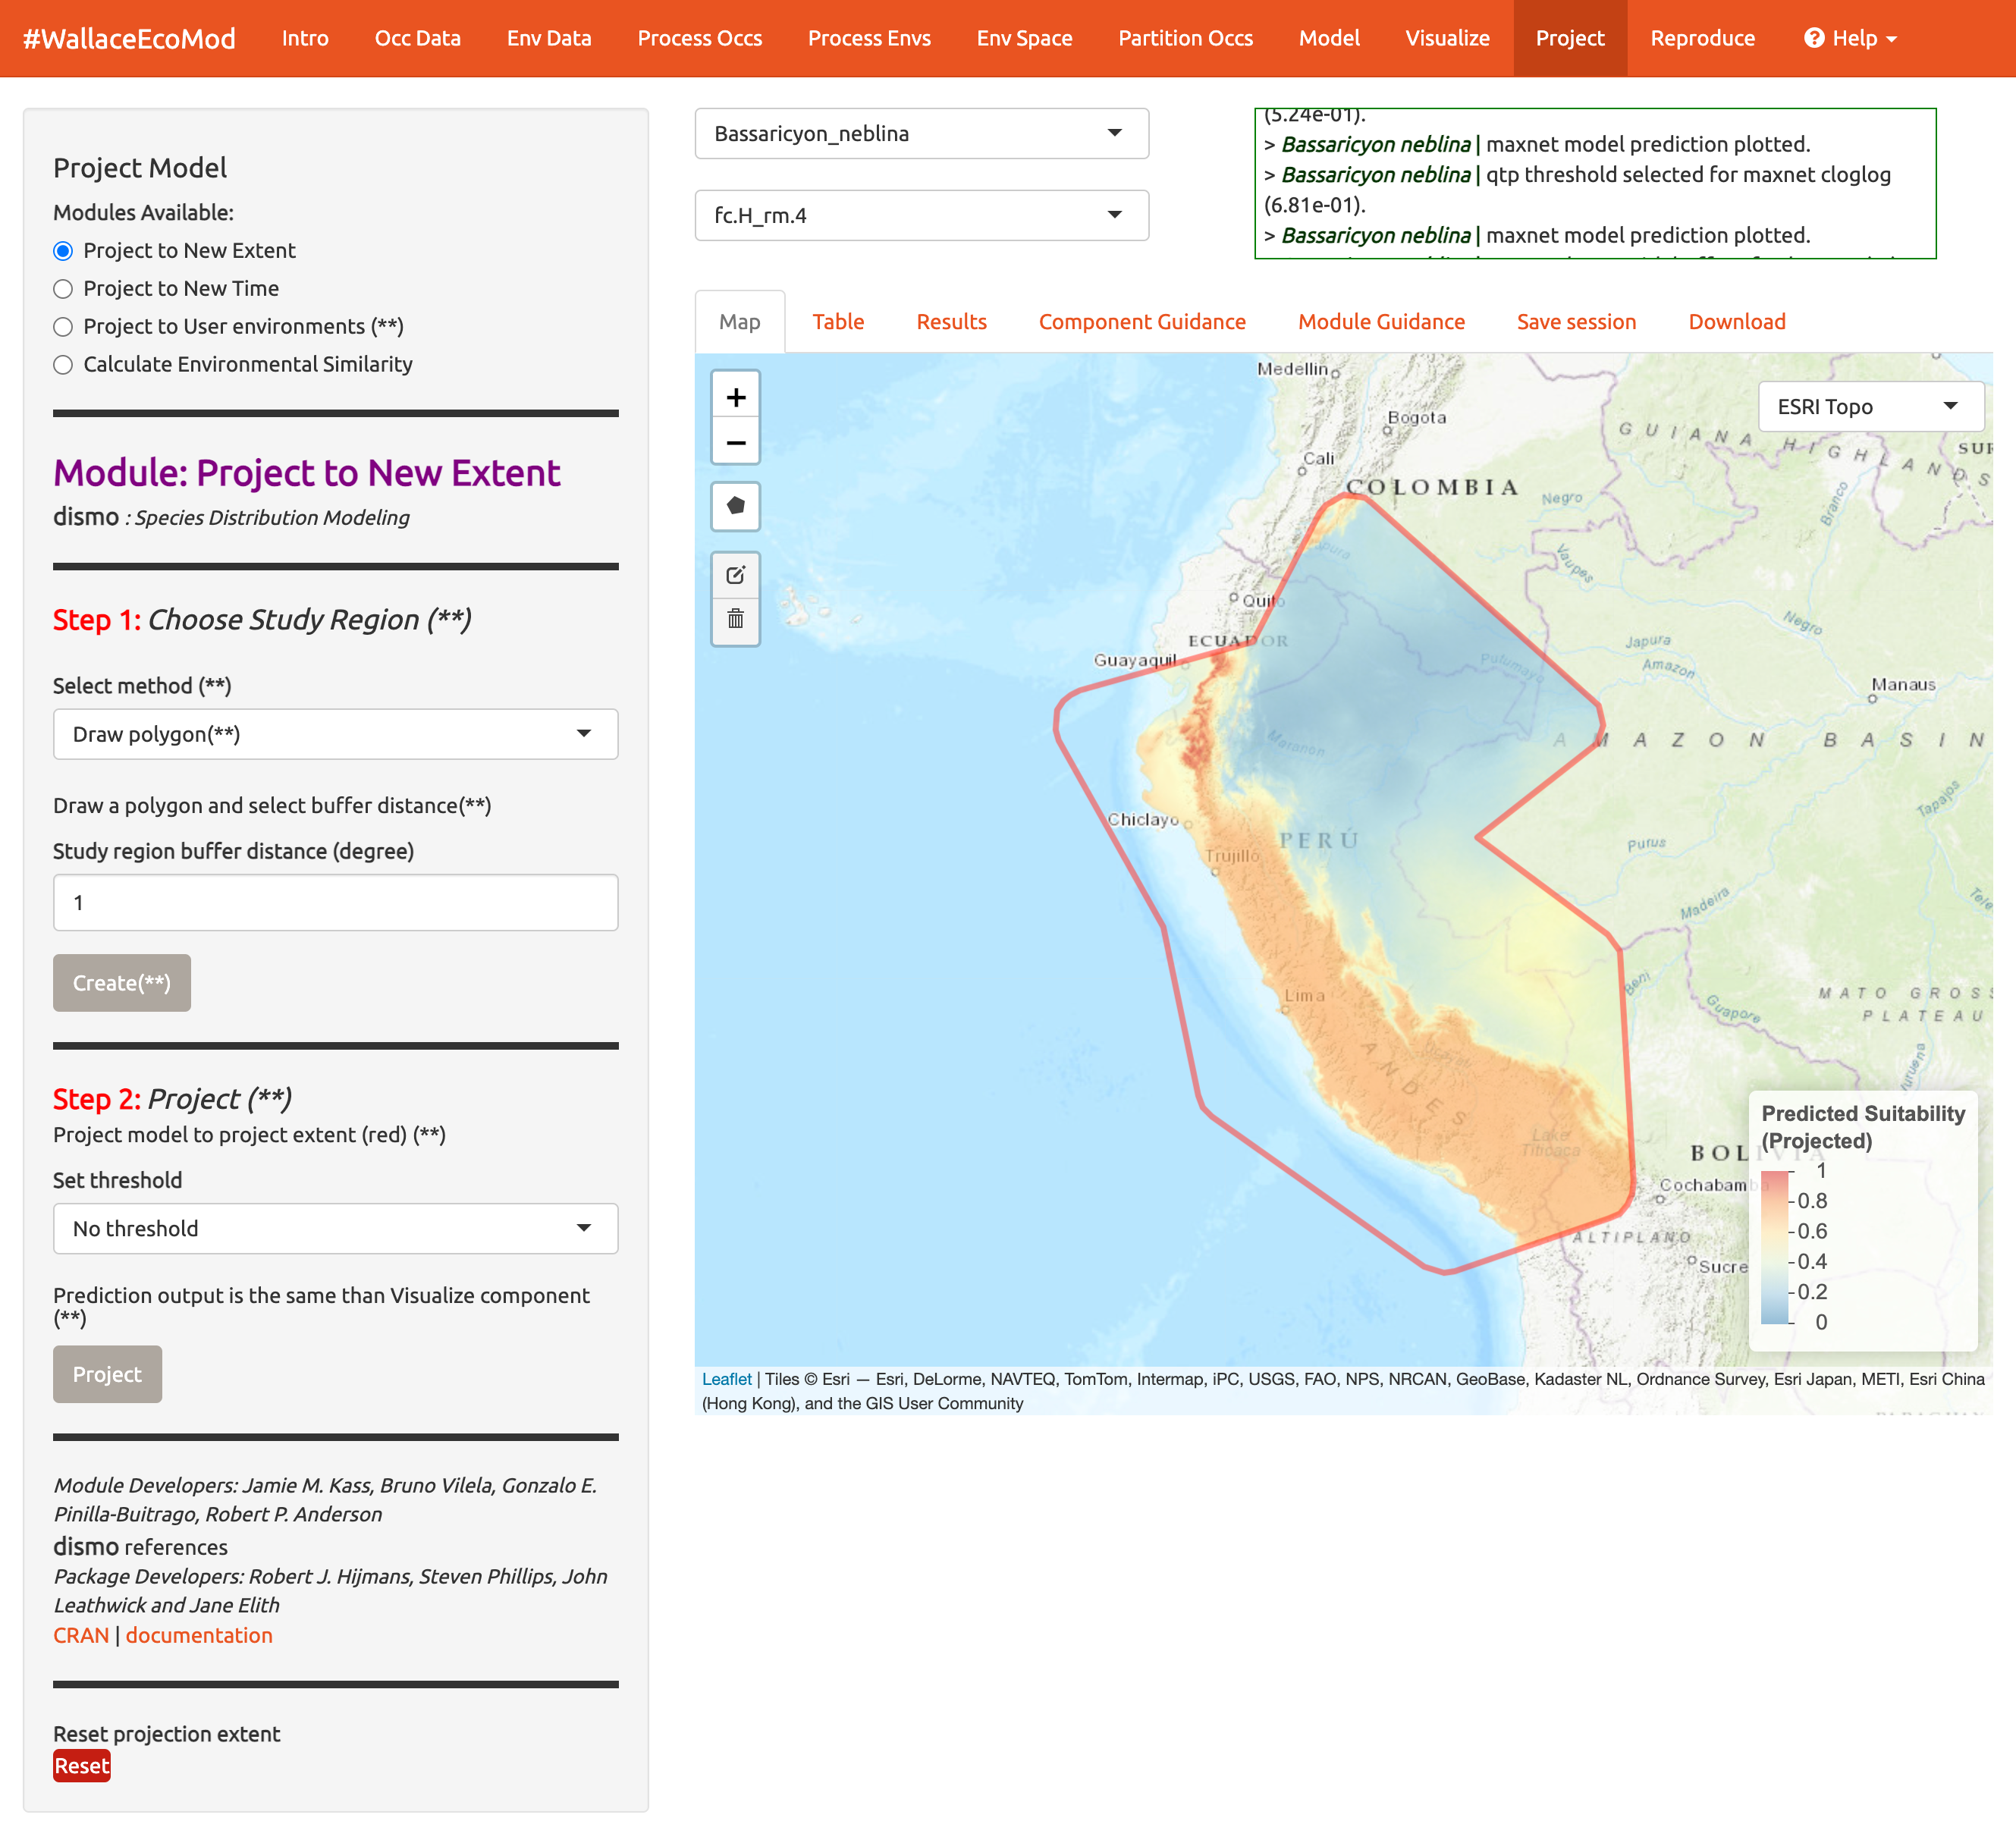 #WallaceEcoMod Intro Occ Data Env Data Process Occs Process Envs Env Space Partition Occs Model Visualize Project Reproduce Help
Project Model
Modules Available:
Project to New Extent
Project to New Time
Project to User environments (**)
Calculate Environmental Similarity
Module: Project to New Extent
dismo : Species Distribution Modeling
Step 1: Choose Study Region (**)
Select method (**)
Draw polygon(**)
Draw a polygon and select buffer distance(**)
Study region buffer distance (degree)
1
Create(**)
Step 2: Project (**)
Project model to project extent (red) (**)
Set threshold
No threshold
Prediction output is the same than Visualize component
(**)
Project
Module Developers: Jamie M. Kass, Bruno Vilela, Gonzalo E.
Pinilla-Buitrago, Robert P. Anderson
dismo references
Package Developers: Robert J. Hijmans, Steven Phillips, John
Leathwick and Jane Elith
CRAN | documentation
Reset projection extent
Reset
Bassaricyon_neblina
fc.H_rm.4
(5.24e-01).
> Bassaricyon neblina | maxnet model prediction plotted.
> Bassaricyon neblina | qtp threshold selected for maxnet cloglog
(6.81e-01).
> Bassaricyon neblina | maxnet model prediction plotted.
Map Table Results Component Guidance Module Guidance Save session Download
+
−
ESRI Topo
Medellin
Bogota
Cali
COLOMBIA
GUIANA HIGHLANDS
Negro
Branco
Vaupes
Quito
ECUADOR
Guayaquil
Putumayo
Negro
Japura
Amazon
Manaus
AMAZON BASIN
Maranon
Chiclayo
PERÚ
Trujillo
Purus
Tapajos
Madeira
Lima
Beni
Guapore
MATO GROSS
PLATEAU
ANDES
Lake
Titicaca
BOLIVIA
Cochabamba
ALTIPLANO
Sucre
Predicted Suitability
(Projected)
1
0.8
0.6
0.4
0.2
0
Leaflet | Tiles © Esri — Esri, DeLorme, NAVTEQ, TomTom, Intermap, iPC, USGS, FAO, NPS, NRCAN, GeoBase, Kadaster NL, Ordnance Survey, Esri Japan, METI, Esri China
(Hong Kong), and the GIS User Community